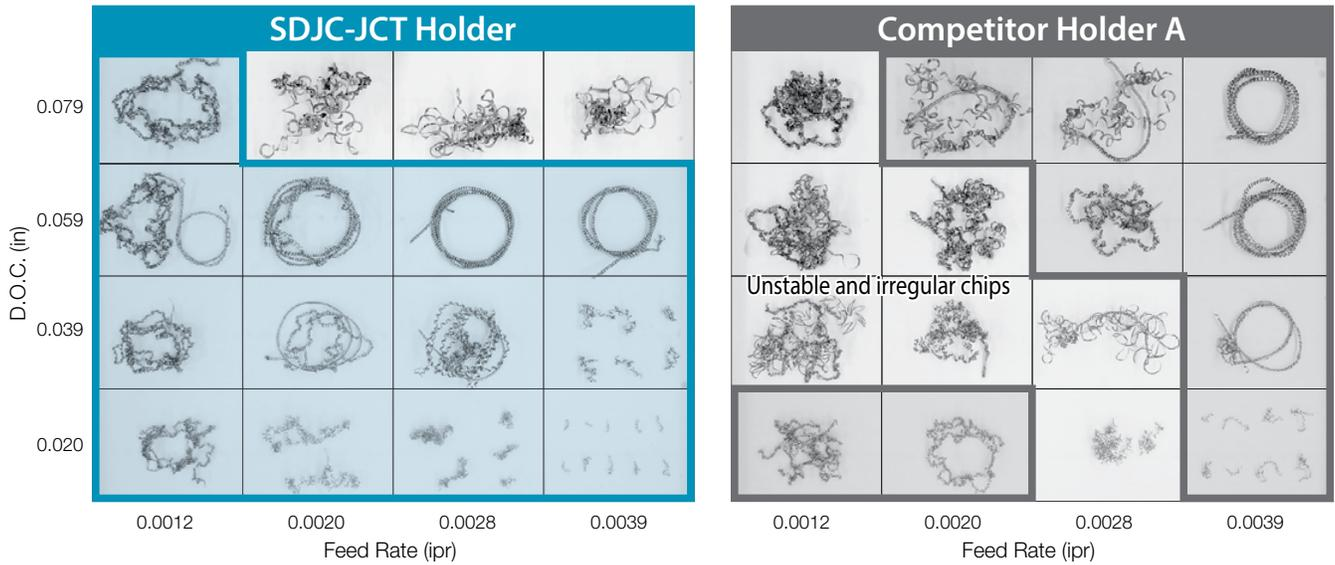 SDJC-JCT Holder
Competitor Holder A
D.O.C. (in)
0.079
0.059
0.039
0.020
Unstable and irregular chips
0.0012 0.0020 0.0028 0.0039
Feed Rate (ipr)
0.0012 0.0020 0.0028 0.0039
Feed Rate (ipr)